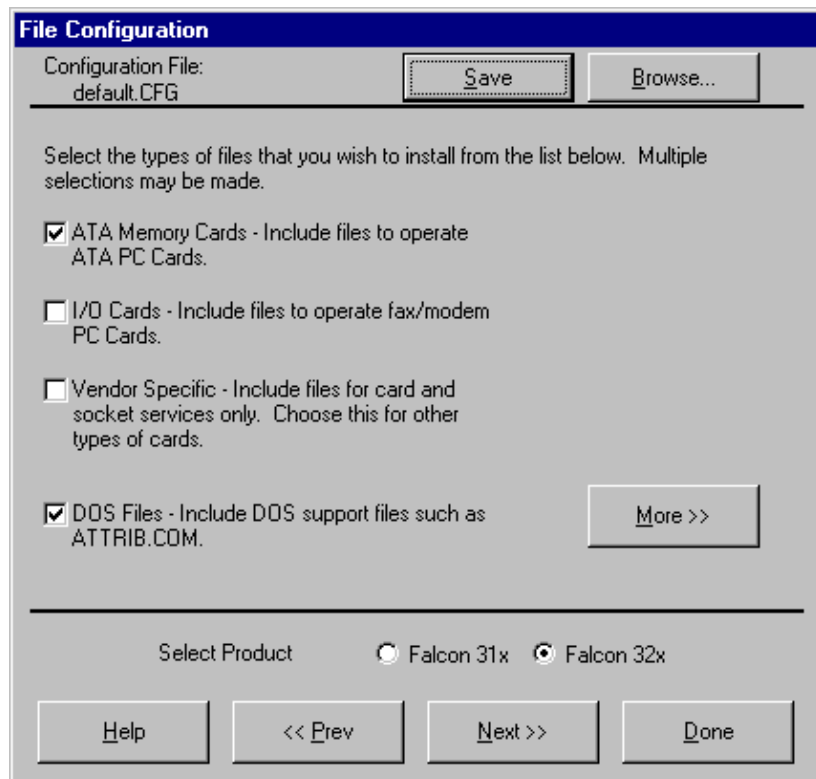 File Configuration
Configuration File:
default.CFG
Save
Browse...
Select the types of files that you wish to install from the list below. Multiple
selections may be made.
ATA Memory Cards - Include files to operate
ATA PC Cards.
I/O Cards - Include files to operate fax/modem
PC Cards.
Vendor Specific - Include files for card and
socket services only. Choose this for other
types of cards.
DOS Files - Include DOS support files such as
ATTRIB.COM.
More >>
Select Product
Falcon 31x
Falcon 32x
Help
<< Prev
Next >>
Done